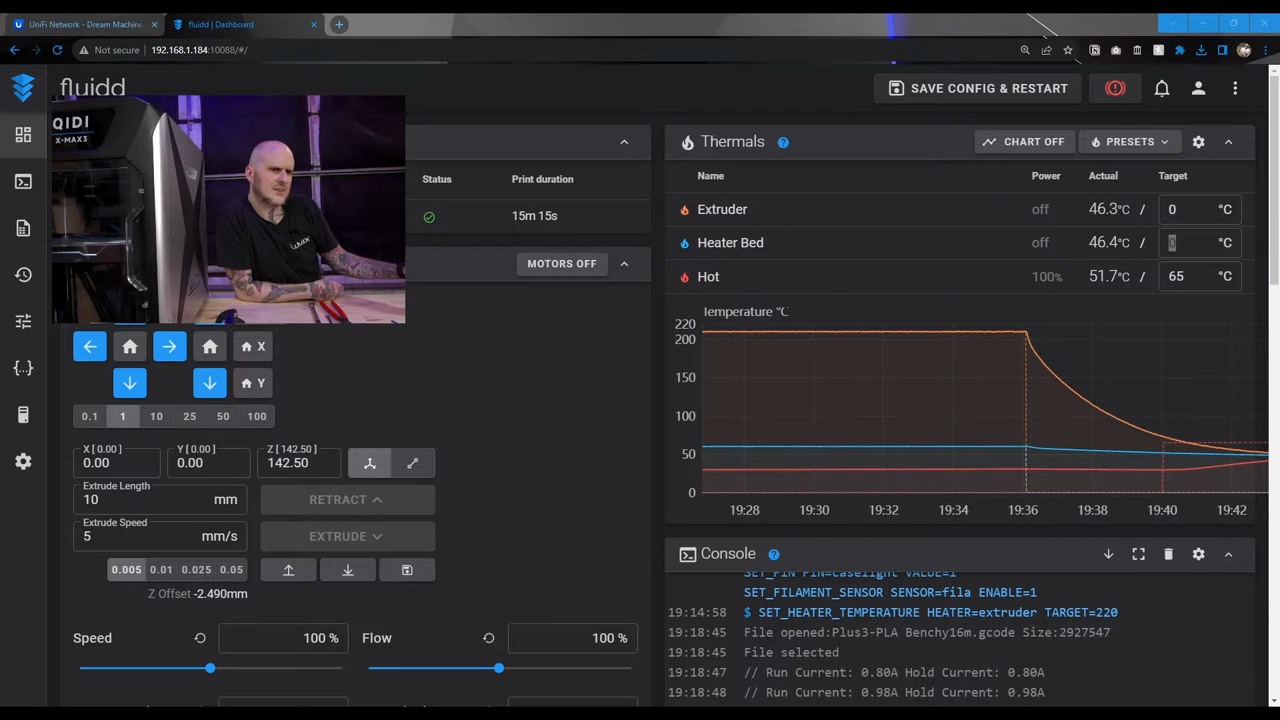 UniFi Network - Dream Machine
fluidd | Dashboard
Not secure
192.168.1.184:10088/#/
fluidd
SAVE CONFIG & RESTART
QIDI
X-MAX3
Status
Print duration
15m 15s
MOTORS OFF
Thermals
CHART OFF
PRESETS
Name
Power
Actual
Target
Extruder
off
46.3°C /
0
°C
Heater Bed
off
46.4°C /
0
°C
Hot
100%
51.7°C /
65
°C
Temperature °C
220
200
150
100
50
0
19:28
19:30
19:32
19:34
19:36
19:38
19:40
19:42
X
Y
0.1
1
10
25
50
100
X [ 0.00 ]
0.00
Y [ 0.00 ]
0.00
Z [ 142.50 ]
142.50
Extrude Length
10
mm
RETRACT
Extrude Speed
5
mm/s
EXTRUDE
0.005
0.01
0.025
0.05
Z Offset -2.490mm
Speed
100 %
Flow
100 %
Console
SET_PIN PIN=caselight VALUE=1
SET_FILAMENT_SENSOR SENSOR=fila ENABLE=1
19:14:58 $ SET_HEATER_TEMPERATURE HEATER=extruder TARGET=220
19:18:45 File opened:Plus3-PLA Benchy16m.gcode Size:2927547
19:18:45 File selected
19:18:47 // Run Current: 0.80A Hold Current: 0.80A
19:18:48 // Run Current: 0.98A Hold Current: 0.98A